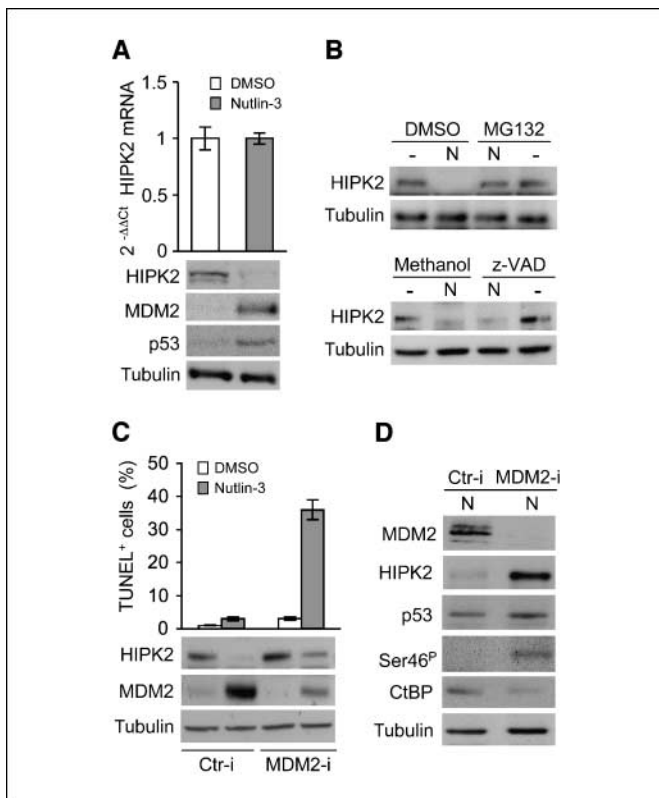 A
DMSO
Nutlin-3
2 -ΔΔCt HIPK2 mRNA
1.5
1
0.5
0
HIPK2
MDM2
p53
Tubulin
B
DMSO MG132
- N N -
HIPK2
Tubulin
Methanol z-VAD
- N N -
HIPK2
Tubulin
C
DMSO
Nutlin-3
TUNEL+ cells (%)
50
40
30
20
10
0
HIPK2
MDM2
Tubulin
Ctr-i MDM2-i
D
Ctr-i MDM2-i
N N
MDM2
HIPK2
p53
Ser46P
CtBP
Tubulin